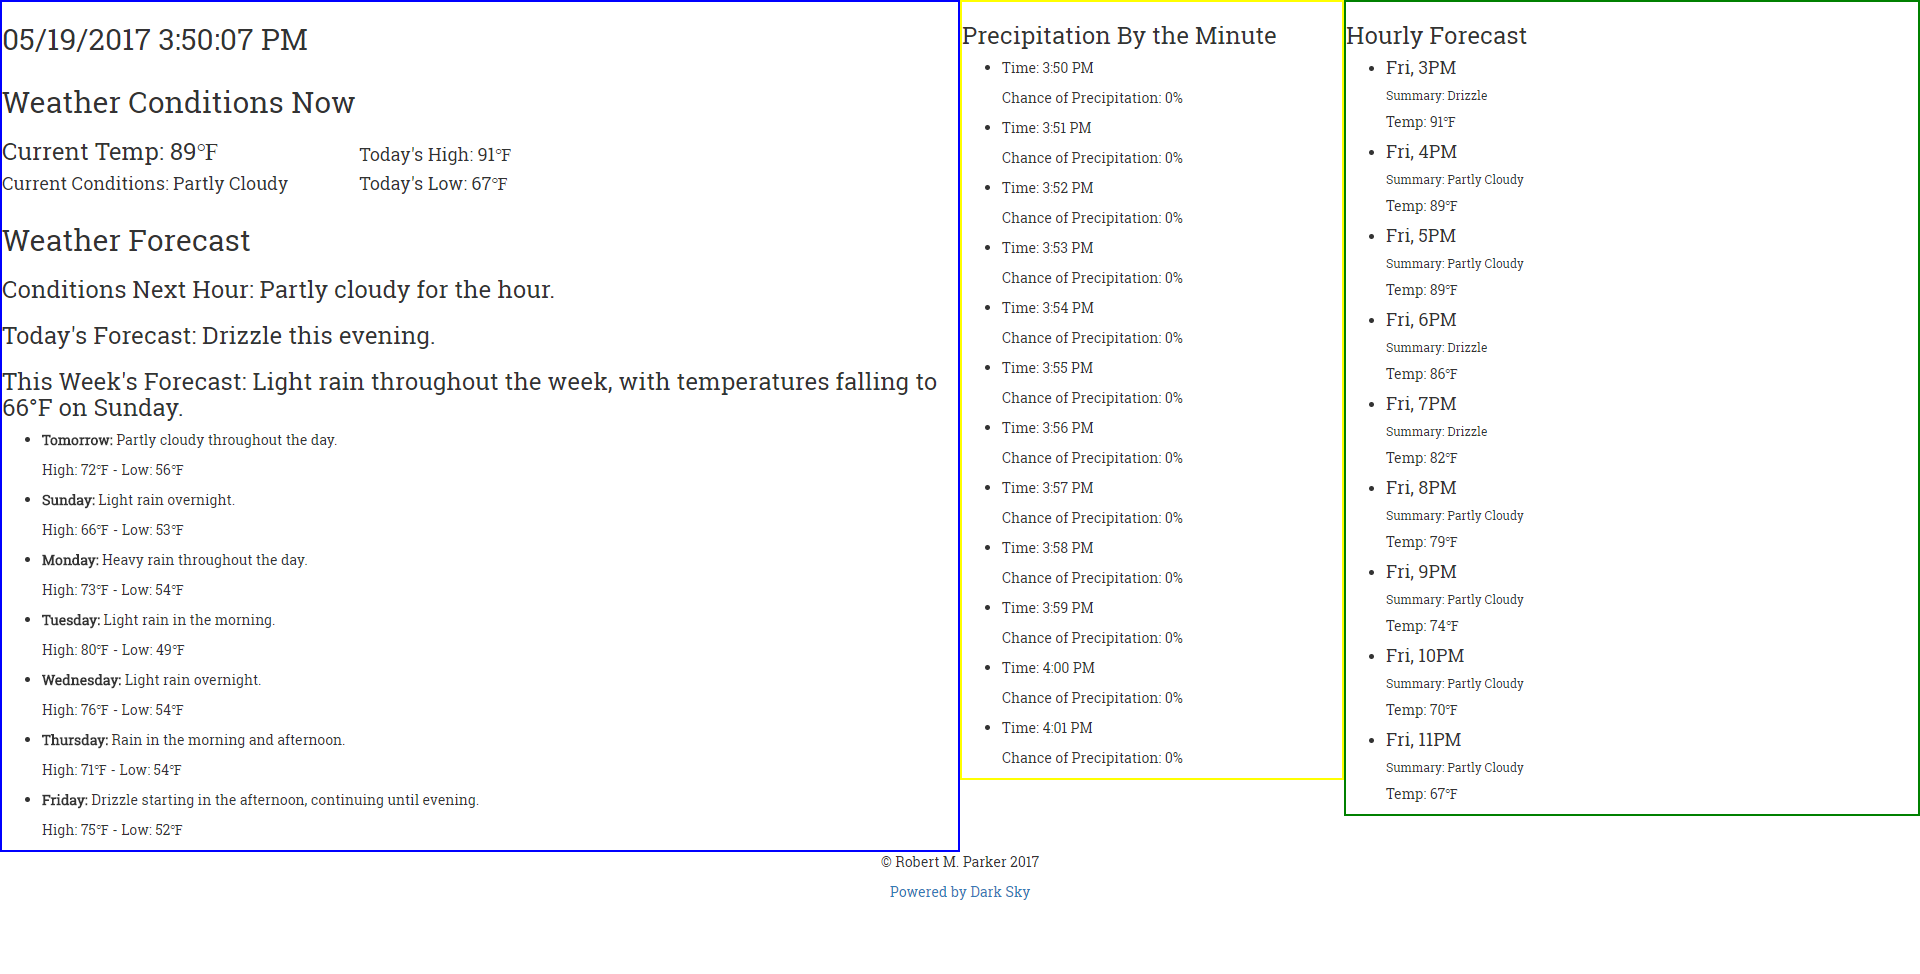 05/19/2017 3:50:07 PM
Weather Conditions Now
Current Temp: 89°F
Today's High: 91°F
Current Conditions: Partly Cloudy
Today's Low: 67°F
Weather Forecast
Conditions Next Hour: Partly cloudy for the hour.
Today's Forecast: Drizzle this evening.
This Week's Forecast: Light rain throughout the week, with temperatures falling to
66°F on Sunday.
Tomorrow: Partly cloudy throughout the day.
High: 72°F - Low: 56°F
Sunday: Light rain overnight.
High: 66°F - Low: 53°F
Monday: Heavy rain throughout the day.
High: 73°F - Low: 54°F
Tuesday: Light rain in the morning.
High: 80°F - Low: 49°F
Wednesday: Light rain overnight.
High: 76°F - Low: 54°F
Thursday: Rain in the morning and afternoon.
High: 71°F - Low: 54°F
Friday: Drizzle starting in the afternoon, continuing until evening.
High: 75°F - Low: 52°F
Precipitation By the Minute
Time: 3:50 PM
Chance of Precipitation: 0%
Time: 3:51 PM
Chance of Precipitation: 0%
Time: 3:52 PM
Chance of Precipitation: 0%
Time: 3:53 PM
Chance of Precipitation: 0%
Time: 3:54 PM
Chance of Precipitation: 0%
Time: 3:55 PM
Chance of Precipitation: 0%
Time: 3:56 PM
Chance of Precipitation: 0%
Time: 3:57 PM
Chance of Precipitation: 0%
Time: 3:58 PM
Chance of Precipitation: 0%
Time: 3:59 PM
Chance of Precipitation: 0%
Time: 4:00 PM
Chance of Precipitation: 0%
Time: 4:01 PM
Chance of Precipitation: 0%
Hourly Forecast
Fri, 3PM
Summary: Drizzle
Temp: 91°F
Fri, 4PM
Summary: Partly Cloudy
Temp: 89°F
Fri, 5PM
Summary: Partly Cloudy
Temp: 89°F
Fri, 6PM
Summary: Drizzle
Temp: 86°F
Fri, 7PM
Summary: Drizzle
Temp: 82°F
Fri, 8PM
Summary: Partly Cloudy
Temp: 79°F
Fri, 9PM
Summary: Partly Cloudy
Temp: 74°F
Fri, 10PM
Summary: Partly Cloudy
Temp: 70°F
Fri, 11PM
Summary: Partly Cloudy
Temp: 67°F
© Robert M. Parker 2017
Powered by Dark Sky